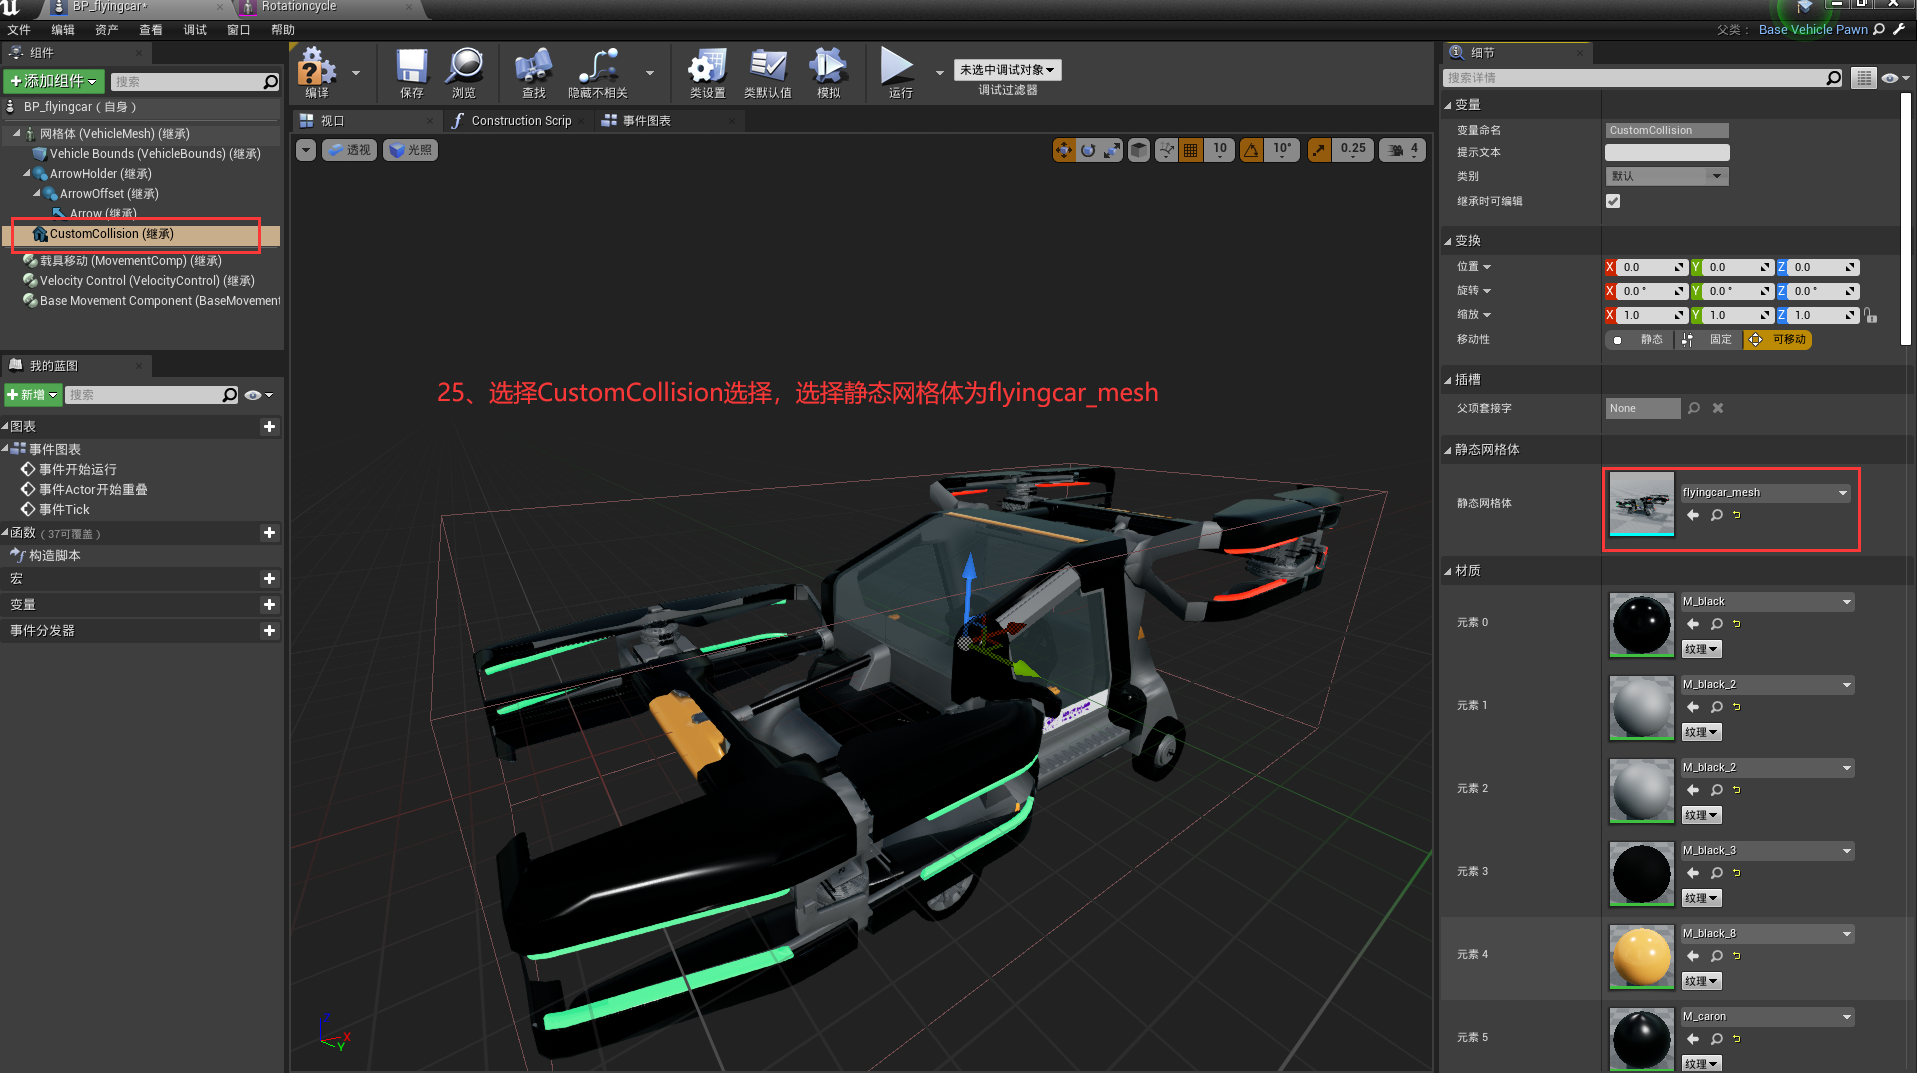 BP_flyingcar*
Rotationcycle
文件 编辑 资产 查看 调试 窗口 帮助
父类： Base Vehicle Pawn
组件
添加组件
搜索
BP_flyingcar（自身）
网格体 (VehicleMesh) (继承)
Vehicle Bounds (VehicleBounds) (继承)
ArrowHolder (继承)
ArrowOffset (继承)
Arrow (继承)
CustomCollision (继承)
载具移动 (MovementComp) (继承)
Velocity Control (VelocityControl) (继承)
Base Movement Component (BaseMovement
我的蓝图
新增
搜索
图表
事件图表
事件开始运行
事件Actor开始重叠
事件Tick
函数（37可覆盖）
构造脚本
宏
变量
事件分发器
编译 保存 浏览 查找 隐藏不相关 类设置 类默认值 模拟 运行
未选中调试对象
调试过滤器
视口
Construction Scrip
事件图表
透视 光照
10 10° 0.25 4
25、选择CustomCollision选择，选择静态网格体为flyingcar_mesh
X Y Z
细节
搜索详情
变量
变量命名 CustomCollision
提示文本
类别 默认
继承时可编辑
变换
位置 X 0.0 Y 0.0 Z 0.0
旋转 X 0.0 ° Y 0.0 ° Z 0.0 °
缩放 X 1.0 Y 1.0 Z 1.0
移动性 静态 固定 可移动
插槽
父项套接字 None
静态网格体
静态网格体 flyingcar_mesh
材质
元素 0 M_black
纹理
元素 1 M_black_2
纹理
元素 2 M_black_2
纹理
元素 3 M_black_3
纹理
元素 4 M_black_8
纹理
元素 5 M_caron
纹理